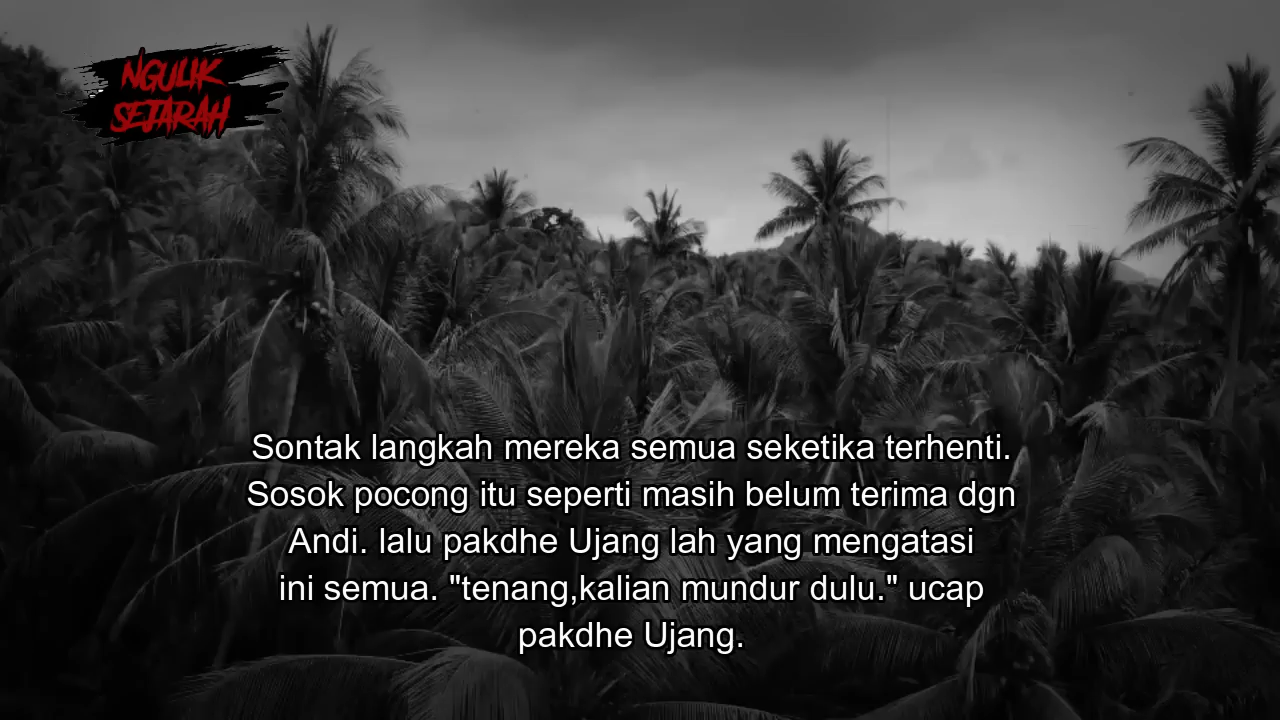 NGULIK
SEJARAH
Sontak langkah mereka semua seketika terhenti.
Sosok pocong itu seperti masih belum terima dgn
Andi. lalu pakdhe Ujang lah yang mengatasi
ini semua. "tenang,kalian mundur dulu." ucap
pakdhe Ujang.